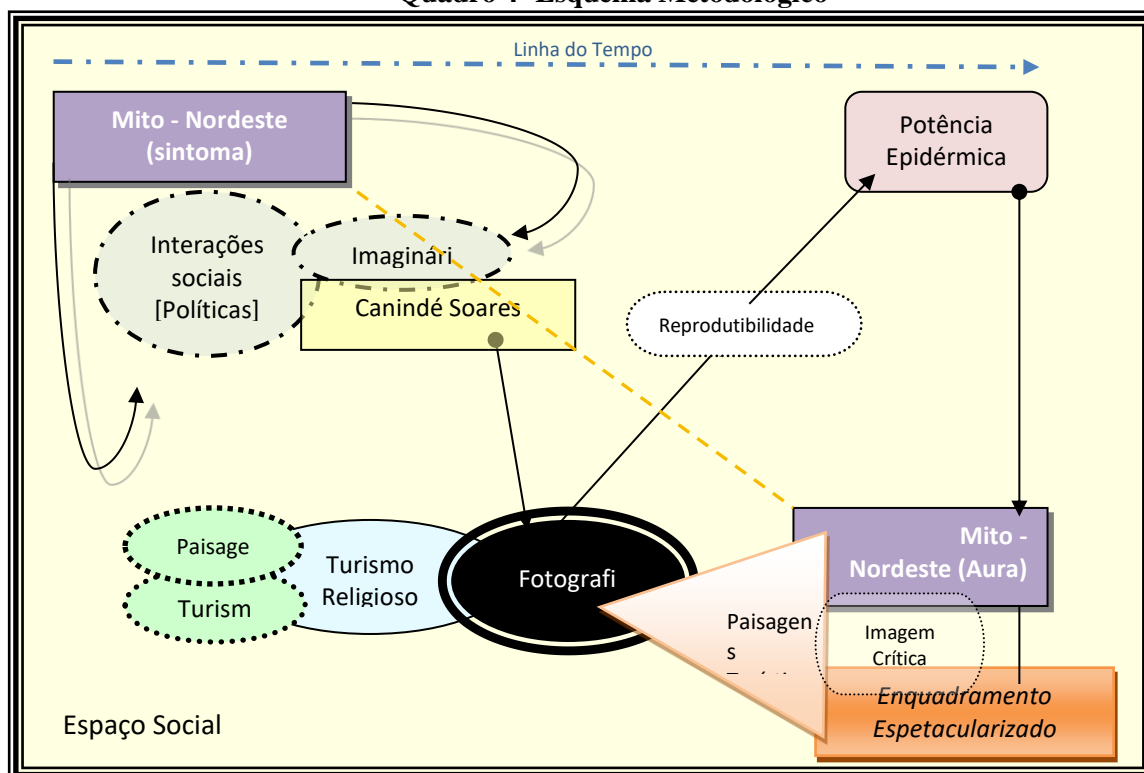 Quadro 4- Esquema Metodológico
Linha do Tempo
Mito - Nordeste
(sintoma)
Potência
Epidérmica
Interações
sociais
[Políticas]
Imaginári
Canindé Soares
Reprodutibilidade
Paisage
Turism
Turismo
Religioso
Fotografi
Mito -
Nordeste (Aura)
Paisagen
s
Imagem
Crítica
Enquadramento
Espetacularizado
Espaço Social